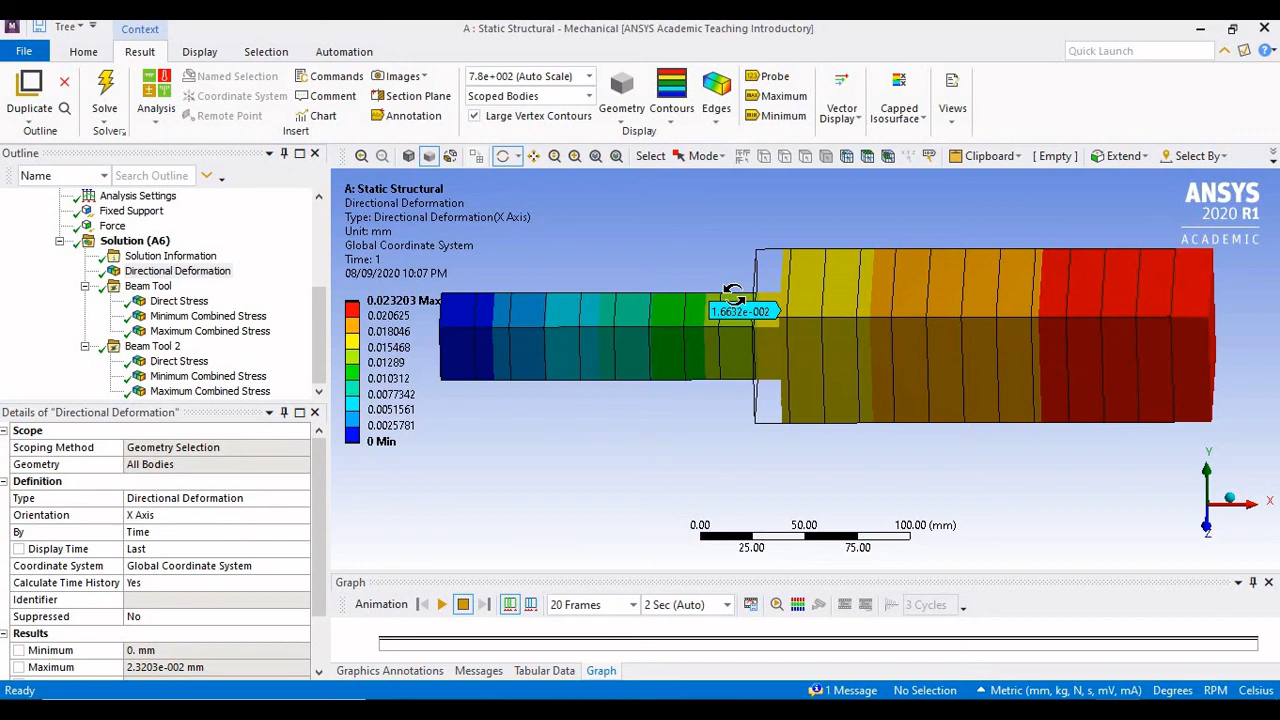 Tree
Context
A : Static Structural - Mechanical [ANSYS Academic Teaching Introductory]
File
Home
Result
Display
Selection
Automation
Quick Launch
Duplicate
Outline
Solve
Solver
Analysis
Named Selection
Coordinate System
Remote Point
Commands
Comment
Chart
Images
Section Plane
Annotation
Insert
7.8e+002 (Auto Scale)
Scoped Bodies
Large Vertex Contours
Geometry
Contours
Edges
Display
Probe
Maximum
Minimum
Vector
Display
Capped
Isosurface
Views
Outline
Name
Search Outline
Select
Mode
Clipboard
[ Empty ]
Extend
Select By
Analysis Settings
Fixed Support
Force
Solution (A6)
Solution Information
Directional Deformation
Beam Tool
Direct Stress
Minimum Combined Stress
Maximum Combined Stress
Beam Tool 2
Direct Stress
Minimum Combined Stress
Maximum Combined Stress
Details of "Directional Deformation"
Scope
Scoping Method Geometry Selection
Geometry All Bodies
Definition
Type Directional Deformation
Orientation X Axis
By Time
Display Time Last
Coordinate System Global Coordinate System
Calculate Time History Yes
Identifier
Suppressed No
Results
Minimum 0. mm
Maximum 2.3203e-002 mm
A: Static Structural
Directional Deformation
Type: Directional Deformation(X Axis)
Unit: mm
Global Coordinate System
Time: 1
08/09/2020 10:07 PM
0.023203 Max
0.020625
0.018046
0.015468
0.01289
0.010312
0.0077342
0.0051561
0.0025781
0 Min
1.6632e-002
ANSYS
2020 R1
ACADEMIC
Y
X
Z
0.00 50.00 100.00 (mm)
25.00 75.00
Graph
Animation
20 Frames
2 Sec (Auto)
3 Cycles
Graphics Annotations
Messages
Tabular Data
Graph
Ready
1 Message
No Selection
Metric (mm, kg, N, s, mV, mA)
Degrees
RPM
Celsius